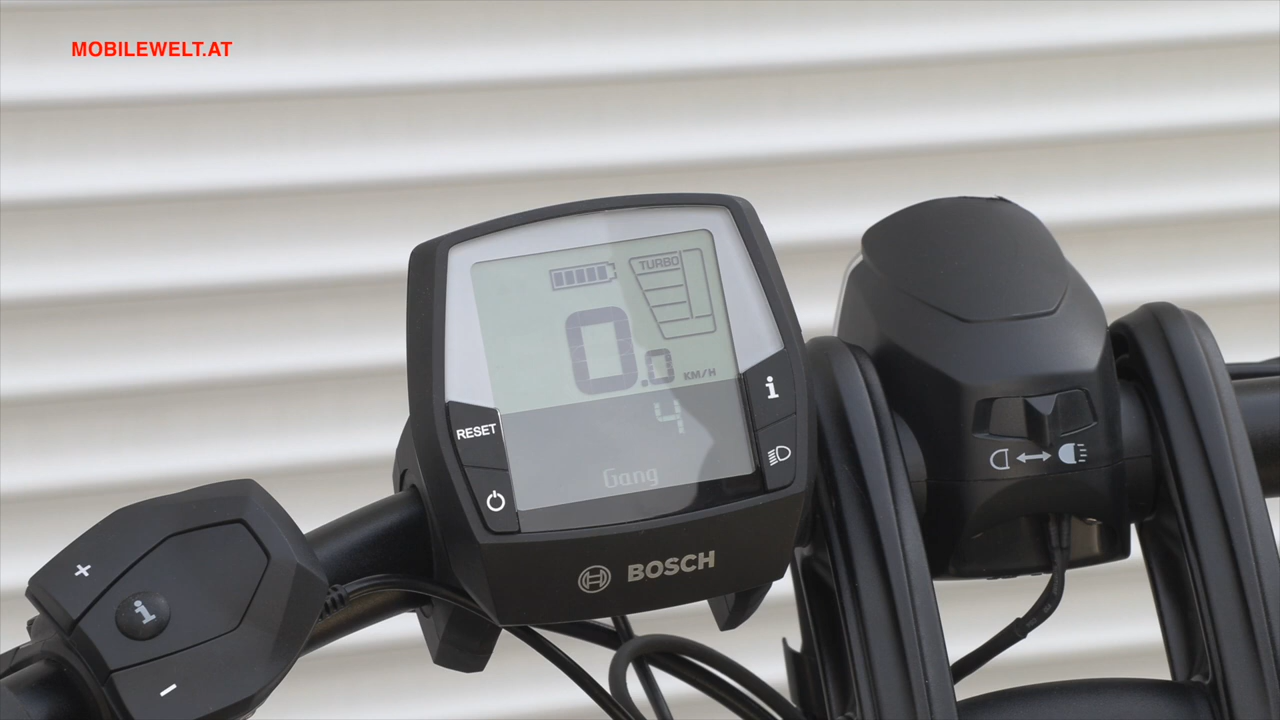 MOBILEWELT.AT
TURBO
0.0 KM/H
4
Gang
RESET
i
BOSCH
+
i
-